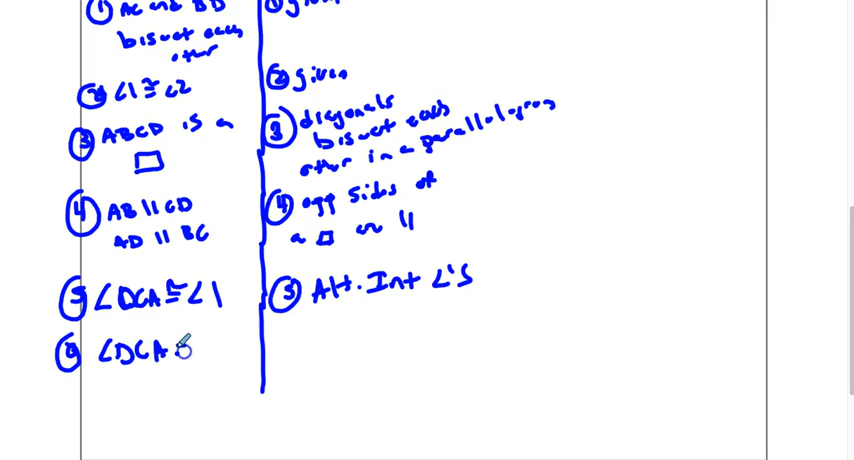 ① AC and BD
bisect each
other
① given
② ∠1 ≅ ∠2
② given
③ ABCD is a
▱
③ diagonals
bisect each
other in a parallelogram
④ AB || CD
AD || BC
④ opp sides of
a ▱ are ||
⑤ ∠DCA ≅ ∠1
⑤ Alt. Int ∠'s
⑥ ∠DCA